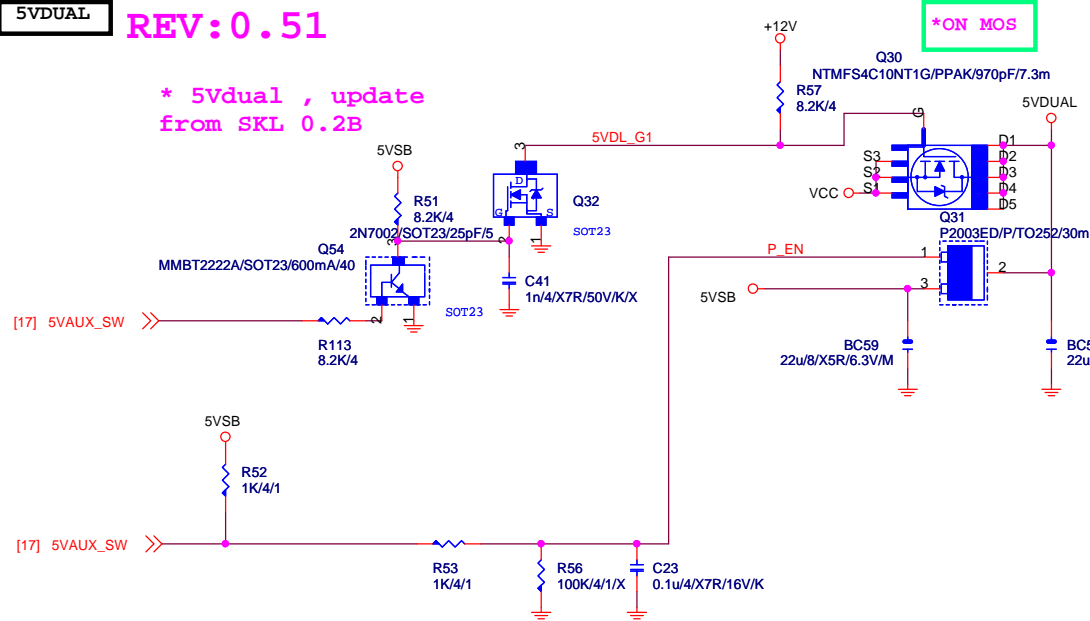 5VDUAL
REV:0.51
* 5Vdual , update
from SKL 0.2B
*ON MOS
+12V
R57
8.2K/4
Q30
NTMFS4C10NT1G/PPAK/970pF/7.3m
5VDUAL
G
D1
D2
D3
D4
D5
S3
S2
S1
VCC
5VDL_G1
5VSB
R51
8.2K/4
3
D
G
S
2
1
Q32
SOT23
2N7002/SOT23/25pF/5
Q54
MMBT2222A/SOT23/600mA/40
3
2
1
SOT23
C41
1n/4/X7R/50V/K/X
[17] 5VAUX_SW
R113
8.2K/4
Q31
P2003ED/P/TO252/30m
P_EN
1
2
3
5VSB
BC59
22u/8/X5R/6.3V/M
BC5
22u
5VSB
R52
1K/4/1
[17] 5VAUX_SW
R53
1K/4/1
R56
100K/4/1/X
C23
0.1u/4/X7R/16V/K